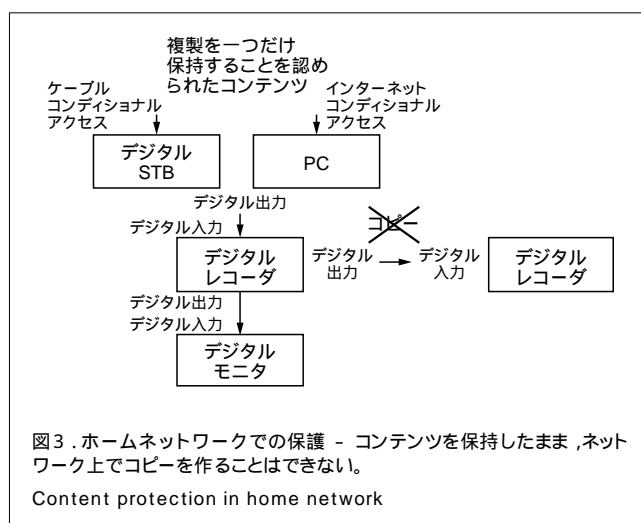 複製を一つだけ
保持することを認め
られたコンテンツ
ケーブル
コンディショナル
アクセス
インターネット
コンディショナル
アクセス
デジタル
STB
PC
デジタル出力
デジタル入力
コピー
デジタル
レコーダ
デジタル
出力
デジタル
入力
デジタル
レコーダ
デジタル出力
デジタル入力
デジタル
モニタ
図3．ホームネットワークでの保護 － コンテンツを保持したまま，ネット
ワーク上でコピーを作ることはできない。
Content protection in home network